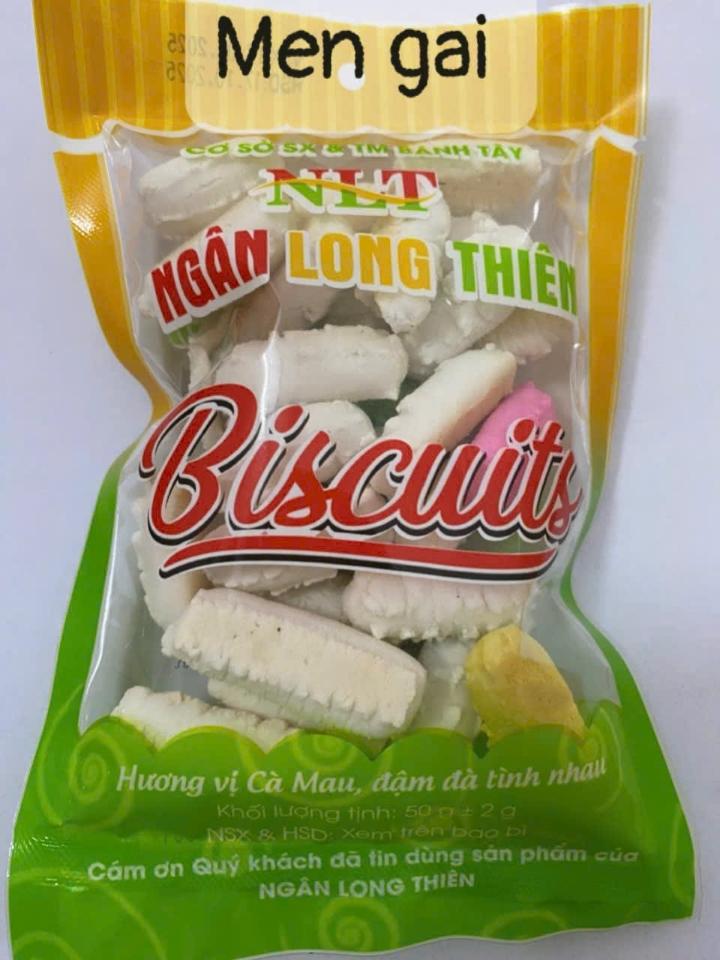 Men gai
CƠ SỞ SX & TM BÁNH TÂY
NLT
NGÂN LONG THIÊN
Biscuits
Hương vị Cà Mau, đậm đà tình nhau
Khối lượng tịnh: 50 g ± 2 g
NSX & HSD: Xem trên bao bì
Cám ơn Quý khách đã tin dùng sản phẩm của
NGÂN LONG THIÊN